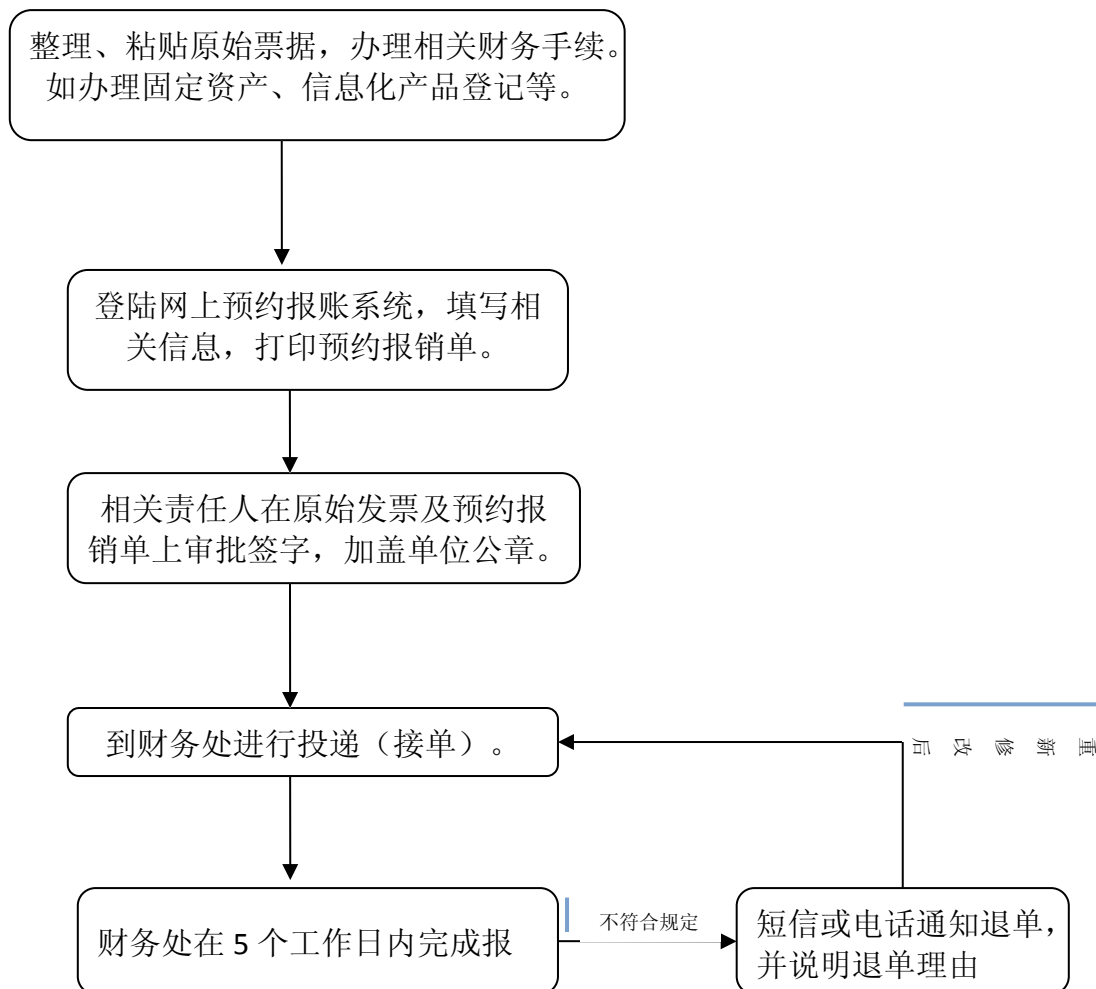 整理、粘贴原始票据，办理相关财务手续。
如办理固定资产、信息化产品登记等。
登陆网上预约报账系统，填写相
关信息，打印预约报销单。
相关责任人在原始发票及预约报
销单上审批签字，加盖单位公章。
到财务处进行投递（接单）。
重新修改后
财务处在 5 个工作日内完成报
不符合规定
短信或电话通知退单，
并说明退单理由